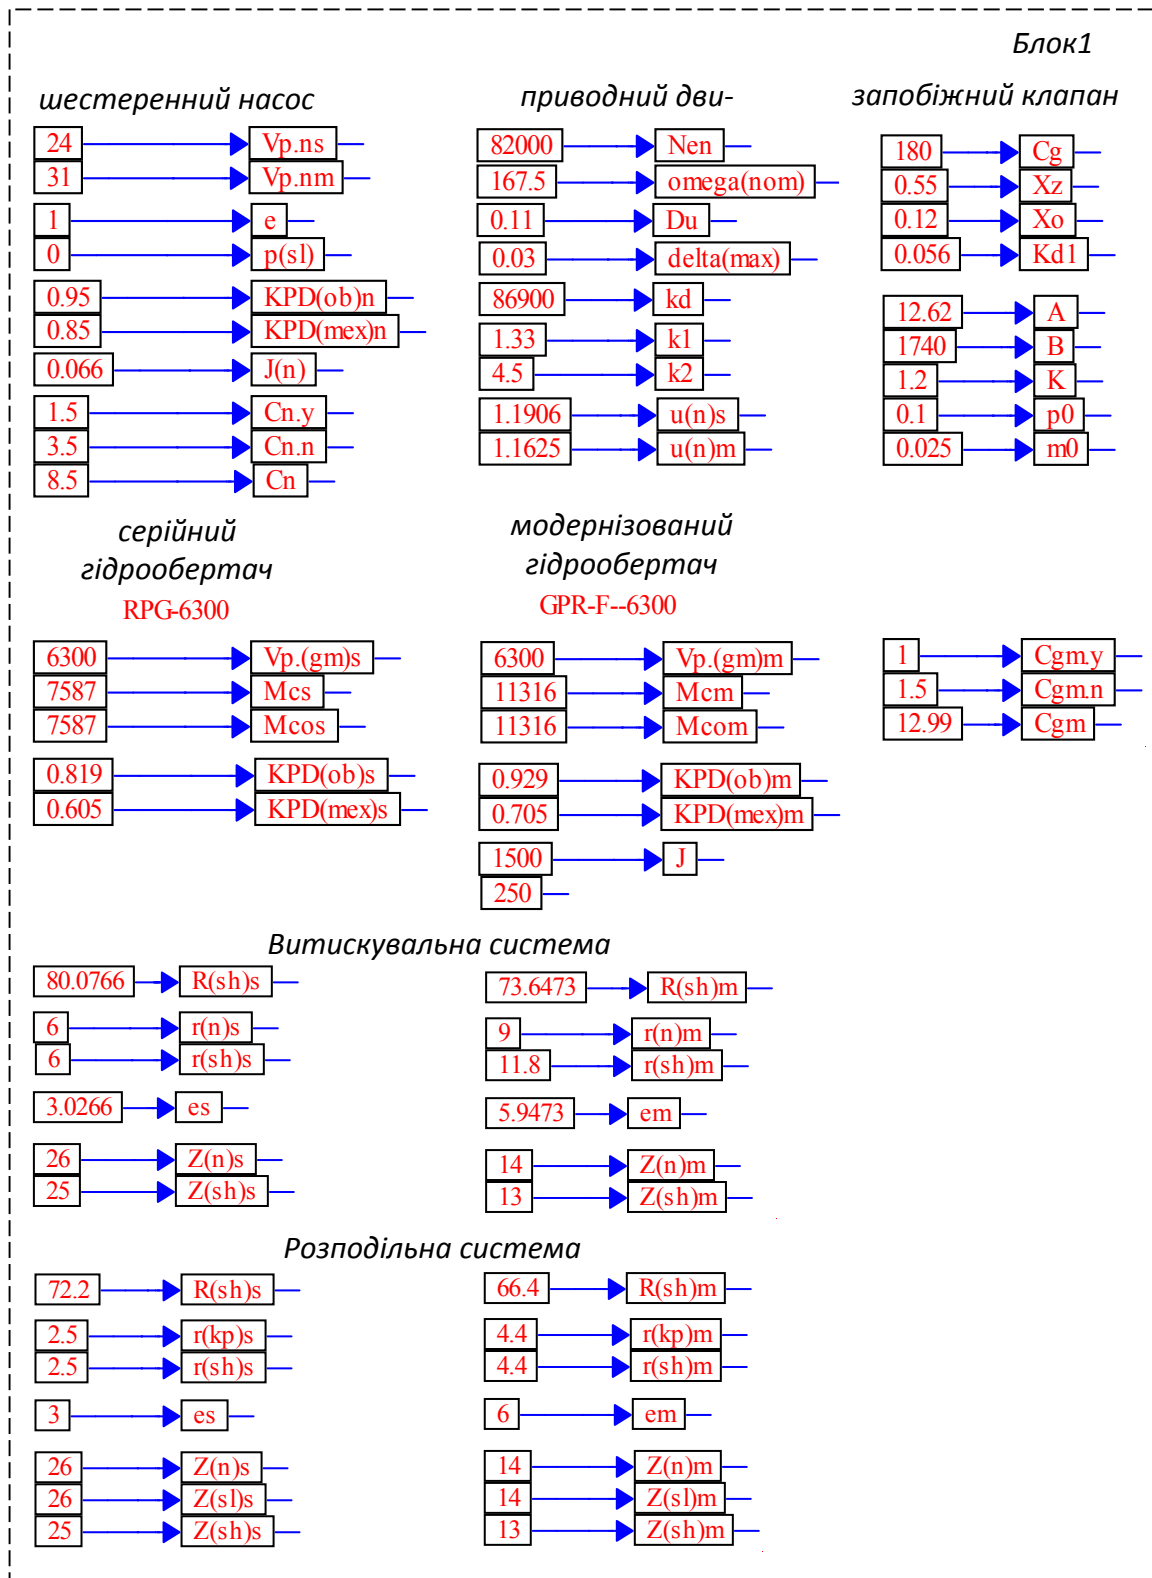 Блок1
шестеренний насос
24 Vp.ns
31 Vp.nm
1 e
0 p(sl)
0.95 KPD(ob)n
0.85 KPD(mex)n
0.066 J(n)
1.5 Cn.y
3.5 Cn.n
8.5 Cn
приводний дви-
82000 Nen
167.5 omega(nom)
0.11 Du
0.03 delta(max)
86900 kd
1.33 k1
4.5 k2
1.1906 u(n)s
1.1625 u(n)m
запобіжний клапан
180 Cg
0.55 Xz
0.12 Xo
0.056 Kd1
12.62 A
1740 B
1.2 K
0.1 p0
0.025 m0
серійний
гідрообертач
RPG-6300
6300 Vp.(gm)s
7587 Mcs
7587 Mcos
0.819 KPD(ob)s
0.605 KPD(mex)s
модернізований
гідрообертач
GPR-F--6300
6300 Vp.(gm)m
11316 Mcm
11316 Mcom
0.929 KPD(ob)m
0.705 KPD(mex)m
1500 J
250
1 Cgm.y
1.5 Cgm.n
12.99 Cgm
Витискувальна система
80.0766 R(sh)s
6 r(n)s
6 r(sh)s
3.0266 es
26 Z(n)s
25 Z(sh)s
73.6473 R(sh)m
9 r(n)m
11.8 r(sh)m
5.9473 em
14 Z(n)m
13 Z(sh)m
Розподільна система
72.2 R(sh)s
2.5 r(kp)s
2.5 r(sh)s
3 es
26 Z(n)s
26 Z(sl)s
25 Z(sh)s
66.4 R(sh)m
4.4 r(kp)m
4.4 r(sh)m
6 em
14 Z(n)m
14 Z(sl)m
13 Z(sh)m